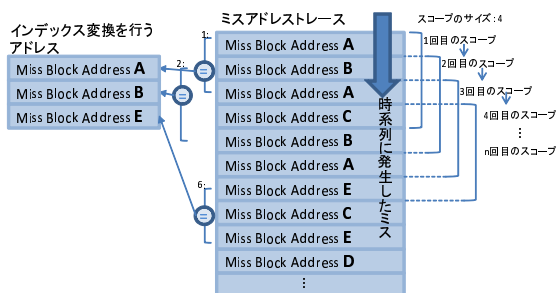 インデックス変換を行う
アドレス
Miss Block Address A
Miss Block Address B
Miss Block Address E
ミスアドレストレース
1:
2:
6:
=
=
=
Miss Block Address A
Miss Block Address B
Miss Block Address A
Miss Block Address C
Miss Block Address B
Miss Block Address A
Miss Block Address E
Miss Block Address C
Miss Block Address E
Miss Block Address D
⋮
時系列に発生したミス
スコープのサイズ:4
1回目のスコープ
2回目のスコープ
3回目のスコープ
4回目のスコープ
⋮
n回目のスコープ